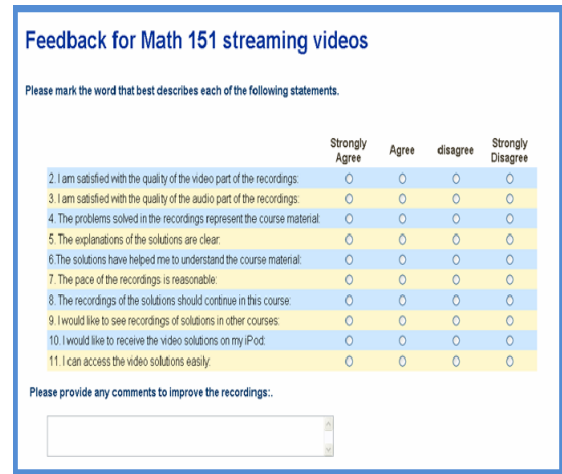 Feedback for Math 151 streaming videos
Please mark the word that best describes each of the following statements.
Strongly Agree Agree disagree Strongly Disagree
2. I am satisfied with the quality of the video part of the recordings:
3. I am satisfied with the quality of the audio part of the recordings:
4. The problems solved in the recordings represent the course material:
5. The explanations of the solutions are clear:
6.The solutions have helped me to understand the course material:
7. The pace of the recordings is reasonable:
8. The recordings of the solutions should continue in this course:
9. I would like to see recordings of solutions in other courses:
10. I would like to receive the video solutions on my iPod:
11. I can access the video solutions easily:
Please provide any comments to improve the recordings:.